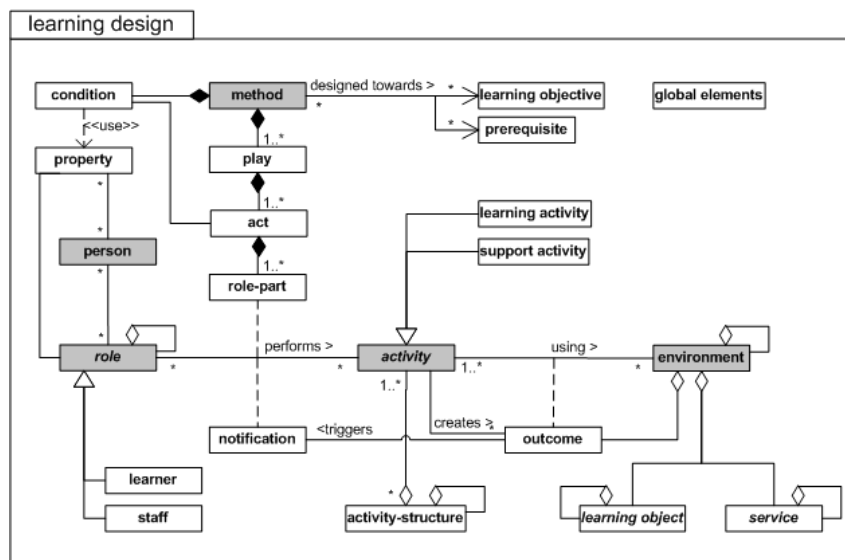 learning design
condition
method
designed towards >
*
*
learning objective
global elements
<<use>>
*
prerequisite
1..*
property
play
*
1..*
learning activity
act
*
person
support activity
*
1..*
role-part
*
performs >
using >
role
activity
environment
*
*
1..*
*
1..*
creates >
*
notification
<triggers
outcome
learner
*
staff
activity-structure
learning object
service